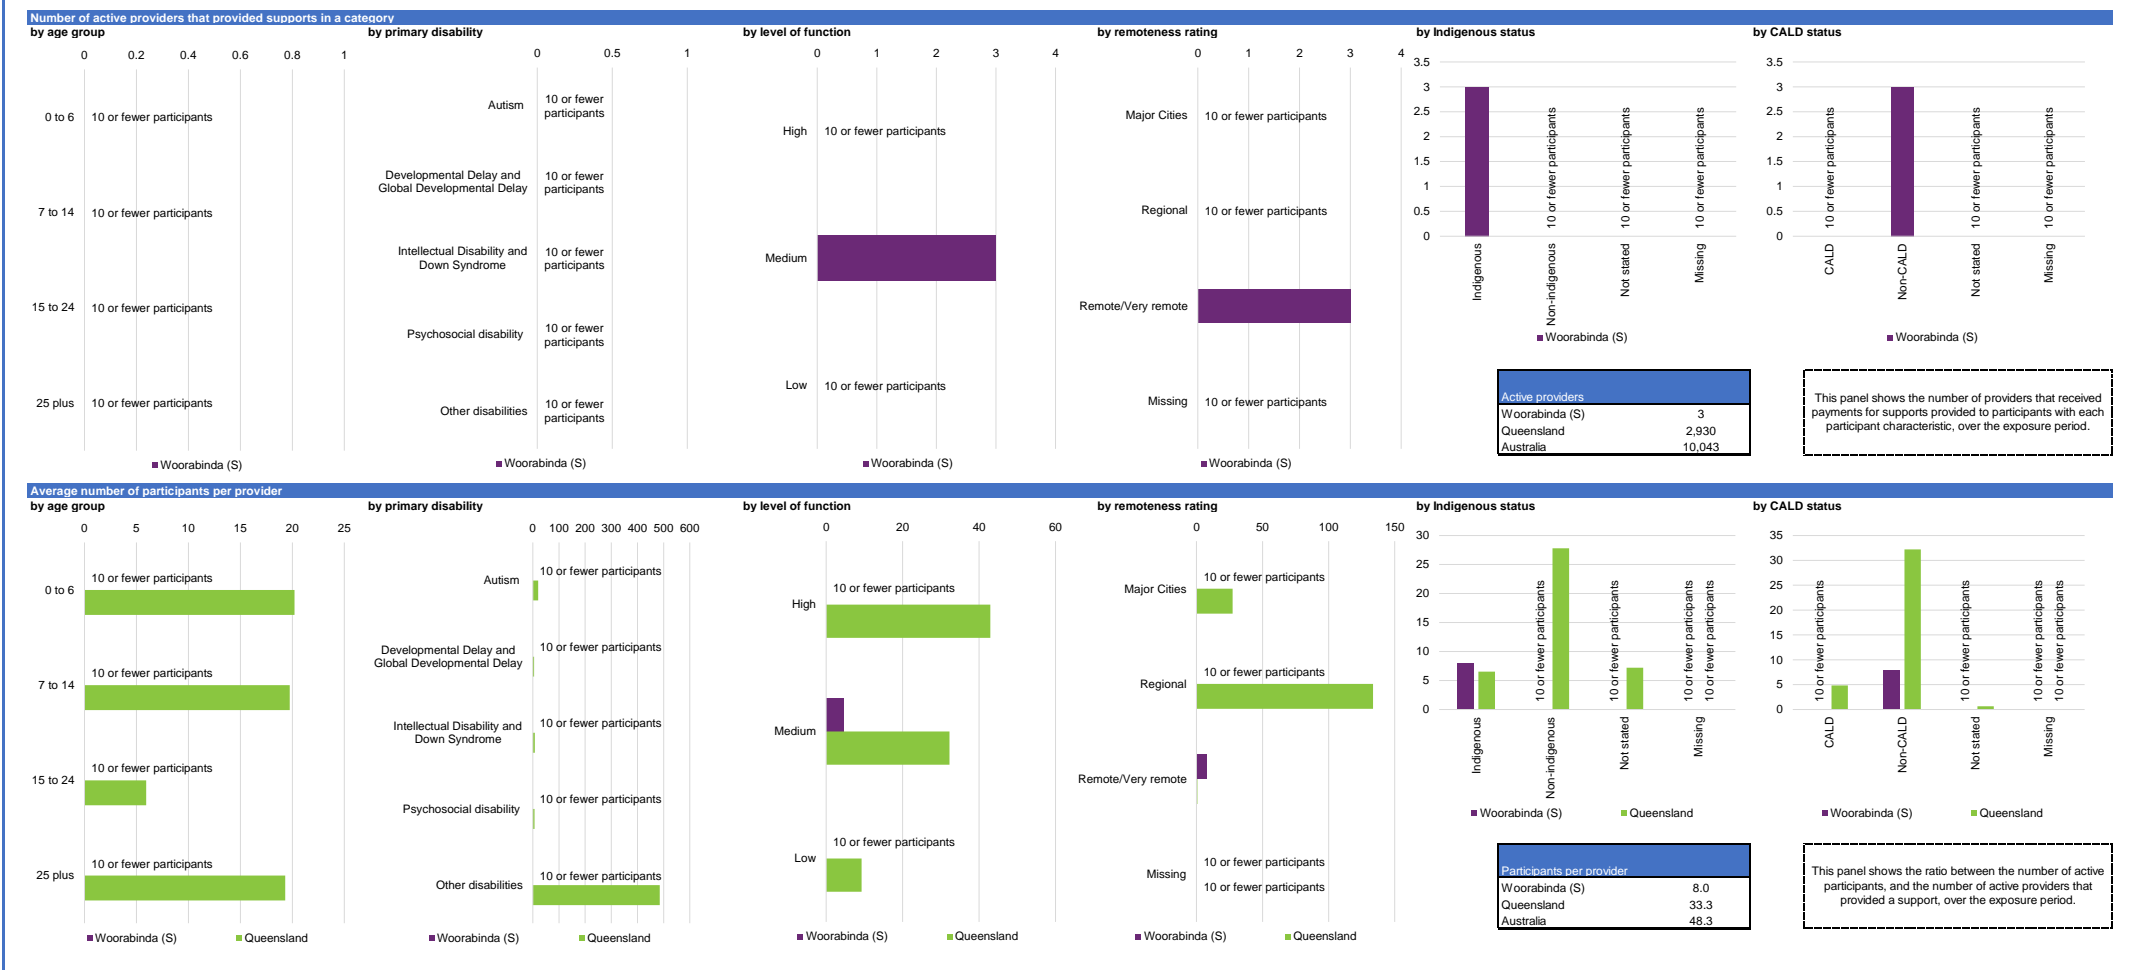 Number of active providers that provided supports in a category
by age group
0 0.2 0.4 0.6 0.8 1
0 to 6 10 or fewer participants
7 to 14 10 or fewer participants
15 to 24 10 or fewer participants
25 plus 10 or fewer participants
Woorabinda (S)
by primary disability
0 0.5 1
Autism
10 or fewer
participants
Developmental Delay and
Global Developmental Delay
10 or fewer
participants
Intellectual Disability and
Down Syndrome
10 or fewer
participants
Psychosocial disability
10 or fewer
participants
Other disabilities
10 or fewer
participants
Woorabinda (S)
by level of function
0 1 2 3 4
High 10 or fewer participants
Medium
Low 10 or fewer participants
Woorabinda (S)
by remoteness rating
0 1 2 3 4
Major Cities 10 or fewer participants
Regional 10 or fewer participants
Remote/Very remote
Missing 10 or fewer participants
Woorabinda (S)
by Indigenous status
3.5
3
2.5
2
1.5
1
0.5
0
10 or fewer participants
10 or fewer participants
10 or fewer participants
Indigenous
Non-indigenous
Not stated
Missing
Woorabinda (S)
by CALD status
3.5
3
2.5
2
1.5
1
0.5
0
10 or fewer participants
10 or fewer participants
10 or fewer participants
CALD
Non-CALD
Not stated
Missing
Woorabinda (S)
Active providers
Woorabinda (S) 3
Queensland 2,930
Australia 10,043
This panel shows the number of providers that received
payments for supports provided to participants with each
participant characteristic, over the exposure period.
Average number of participants per provider
by age group
0 5 10 15 20 25
10 or fewer participants
0 to 6
10 or fewer participants
7 to 14
10 or fewer participants
15 to 24
10 or fewer participants
25 plus
Woorabinda (S) Queensland
by primary disability
0 100 200 300 400 500 600
10 or fewer participants
Autism
10 or fewer participants
Developmental Delay and
Global Developmental Delay
10 or fewer participants
Intellectual Disability and
Down Syndrome
10 or fewer participants
Psychosocial disability
10 or fewer participants
Other disabilities
Woorabinda (S) Queensland
by level of function
0 20 40 60
10 or fewer participants
High
Medium
10 or fewer participants
Low
Woorabinda (S) Queensland
by remoteness rating
0 50 100 150
10 or fewer participants
Major Cities
10 or fewer participants
Regional
Remote/Very remote
10 or fewer participants
Missing
10 or fewer participants
Woorabinda (S) Queensland
by Indigenous status
30
25
20
15
10
5
0
10 or fewer participants
10 or fewer participants
10 or fewer participants
10 or fewer participants
Indigenous
Non-indigenous
Not stated
Missing
Woorabinda (S) Queensland
by CALD status
35
30
25
20
15
10
5
0
10 or fewer participants
10 or fewer participants
10 or fewer participants
10 or fewer participants
CALD
Non-CALD
Not stated
Missing
Woorabinda (S) Queensland
Participants per provider
Woorabinda (S) 8.0
Queensland 33.3
Australia 48.3
This panel shows the ratio between the number of active
participants, and the number of active providers that
provided a support, over the exposure period.